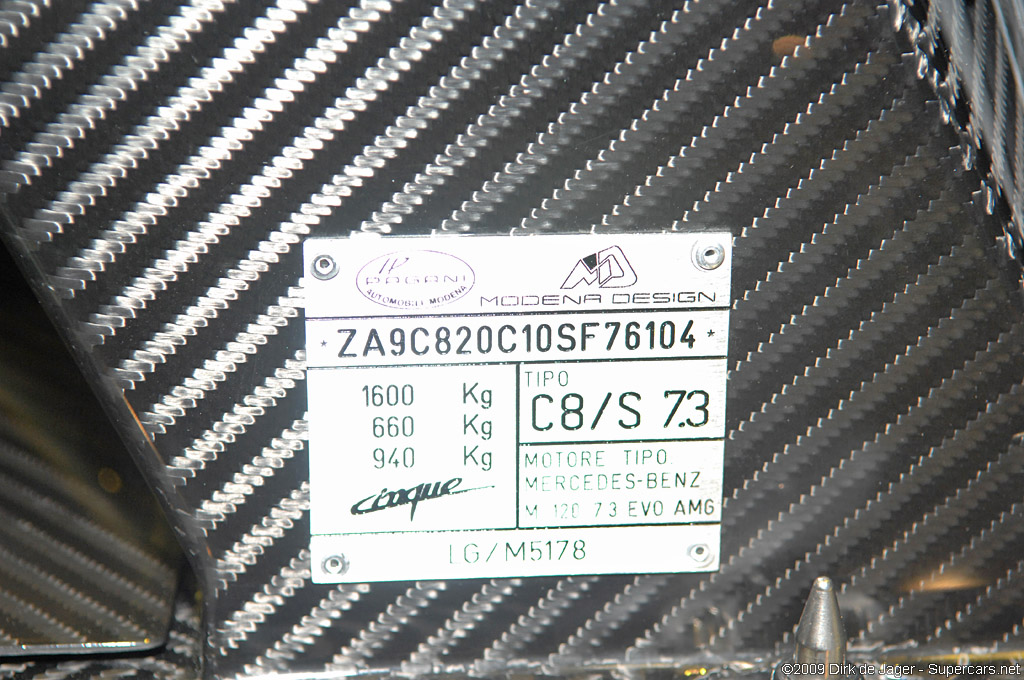 PAGANI
AUTOMOBILI MODENA
MODENA DESIGN
* ZA9C820C10SF76104 *
1600 Kg
660 Kg
940 Kg
Zonda
TIPO
C8/S 7.3
MOTORE TIPO
MERCEDES-BENZ
M 120 7.3 EVO AMG
LG/M5178
©2009 Dirk de Jager - Supercars.net